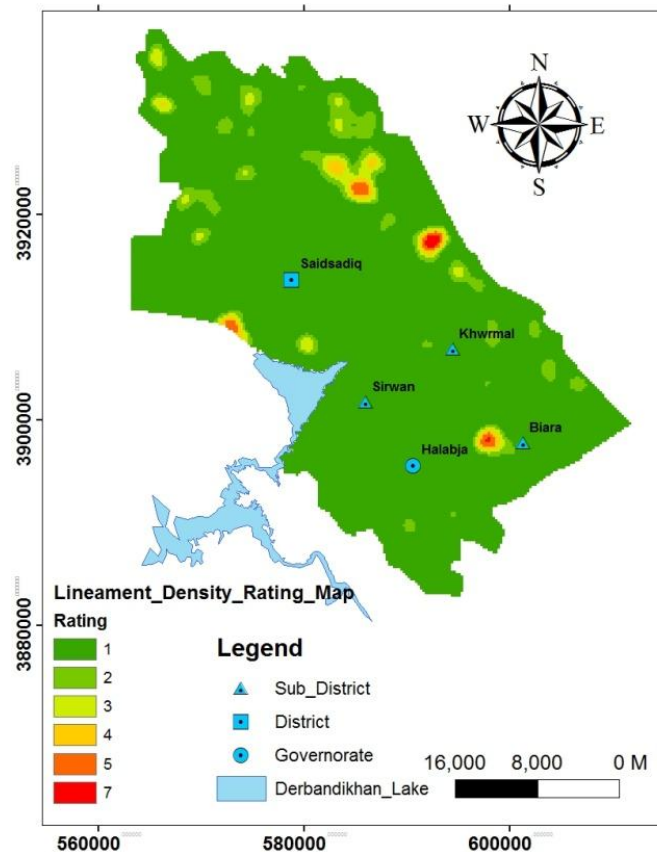 N
W E
S
3920000
3900000
3880000
Saidsadiq
Khwrmal
Sirwan
Biara
Halabja
Lineament_Density_Rating_Map
Rating
1
2
3
4
5
7
Legend
Sub_District
District
Governorate
Derbandikhan_Lake
16,000 8,000 0 M
560000 580000 600000